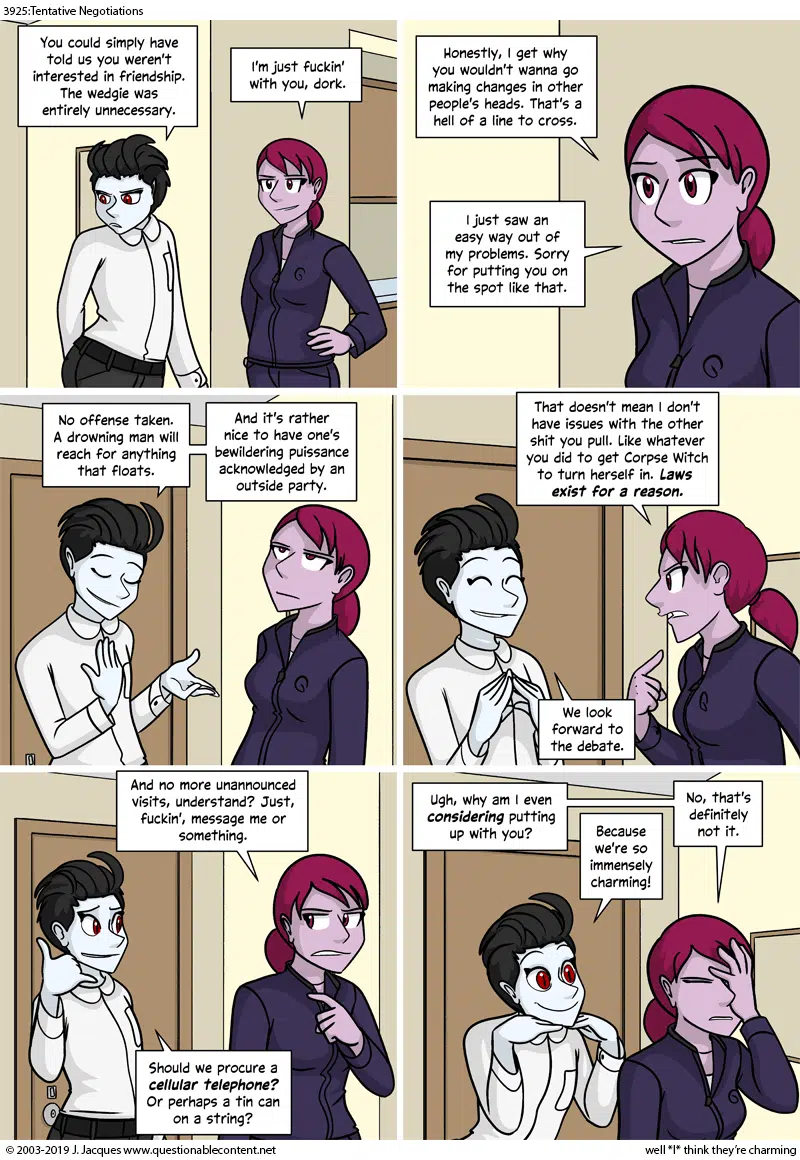 3925:Tentative Negotiations
You could simply have
told us you weren't
interested in friendship.
The wedgie was
entirely unnecessary.
I'm just fuckin'
with you, dork.
Honestly, I get why
you wouldn't wanna go
making changes in other
people's heads. That's a
hell of a line to cross.
I just saw an
easy way out of
my problems. Sorry
for putting you on
the spot like that.
No offense taken.
A drowning man will
reach for anything
that floats.
And it's rather
nice to have one's
bewildering puissance
acknowledged by an
outside party.
That doesn't mean I don't
have issues with the other
shit you pull. Like whatever
you did to get Corpse Witch
to turn herself in. Laws
exist for a reason.
We look
forward to
the debate.
And no more unannounced
visits, understand? Just,
fuckin', message me or
something.
Should we procure a
cellular telephone?
Or perhaps a tin can
on a string?
Ugh, why am I even
considering putting
up with you?
Because
we're so
immensely
charming!
No, that's
definitely
not it.
© 2003-2019 J. Jacques www.questionablecontent.net
well *I* think they're charming